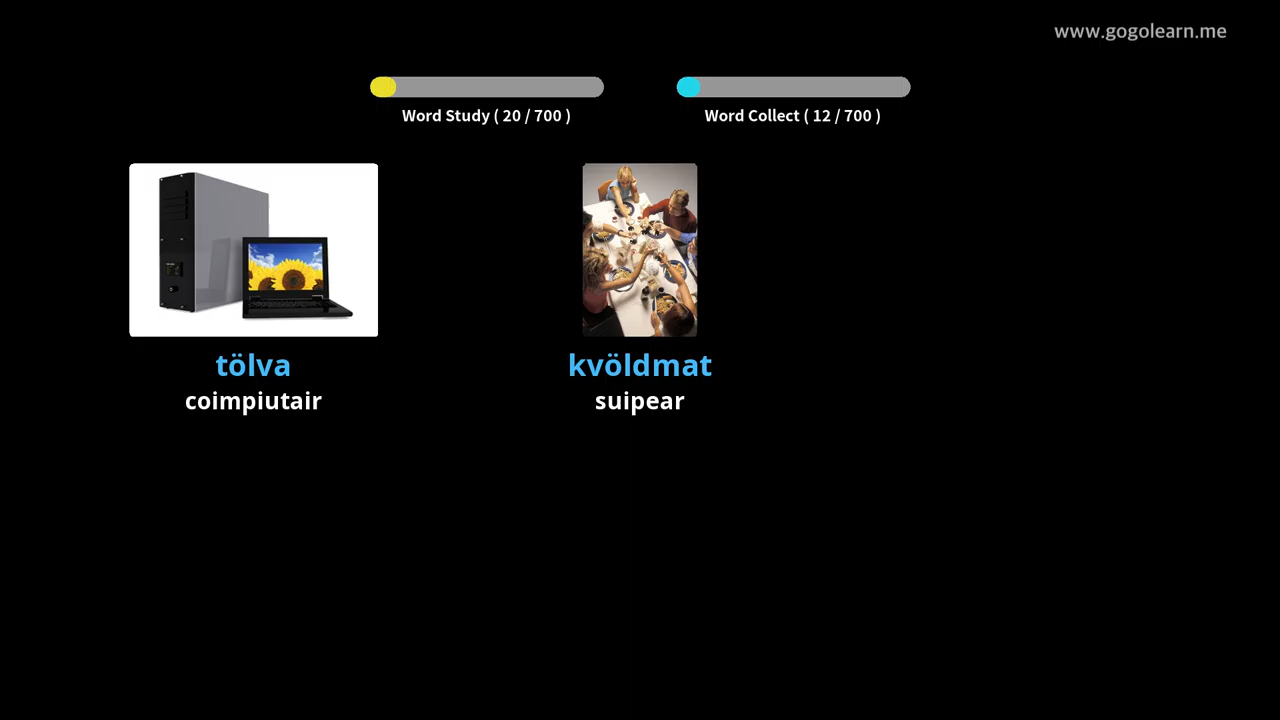 www.gogolearn.me
Word Study ( 20 / 700 )
Word Collect ( 12 / 700 )
tölva
coimpiutair
kvöldmat
suipear